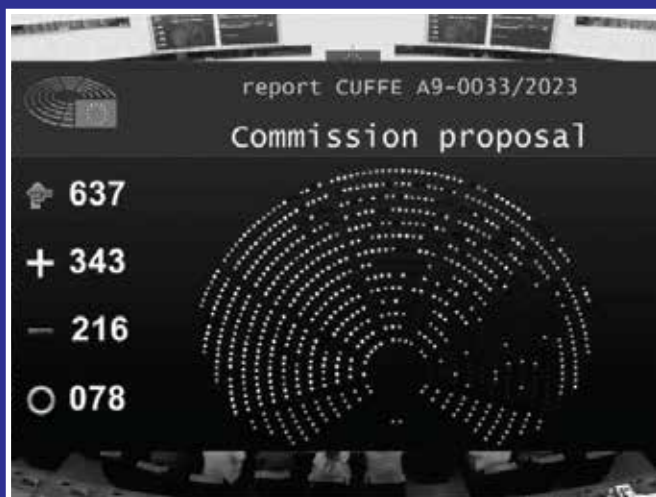 report CUFFE A9-0033/2023
Commission proposal
637
+ 343
- 216
078